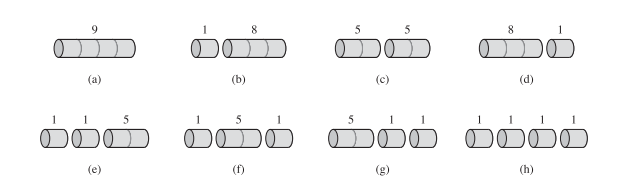 9 1 8 5 5 8 1
(a) (b) (c) (d)
1 1 5 1 5 1 5 1 1 1 1 1 1
(e) (f) (g) (h)